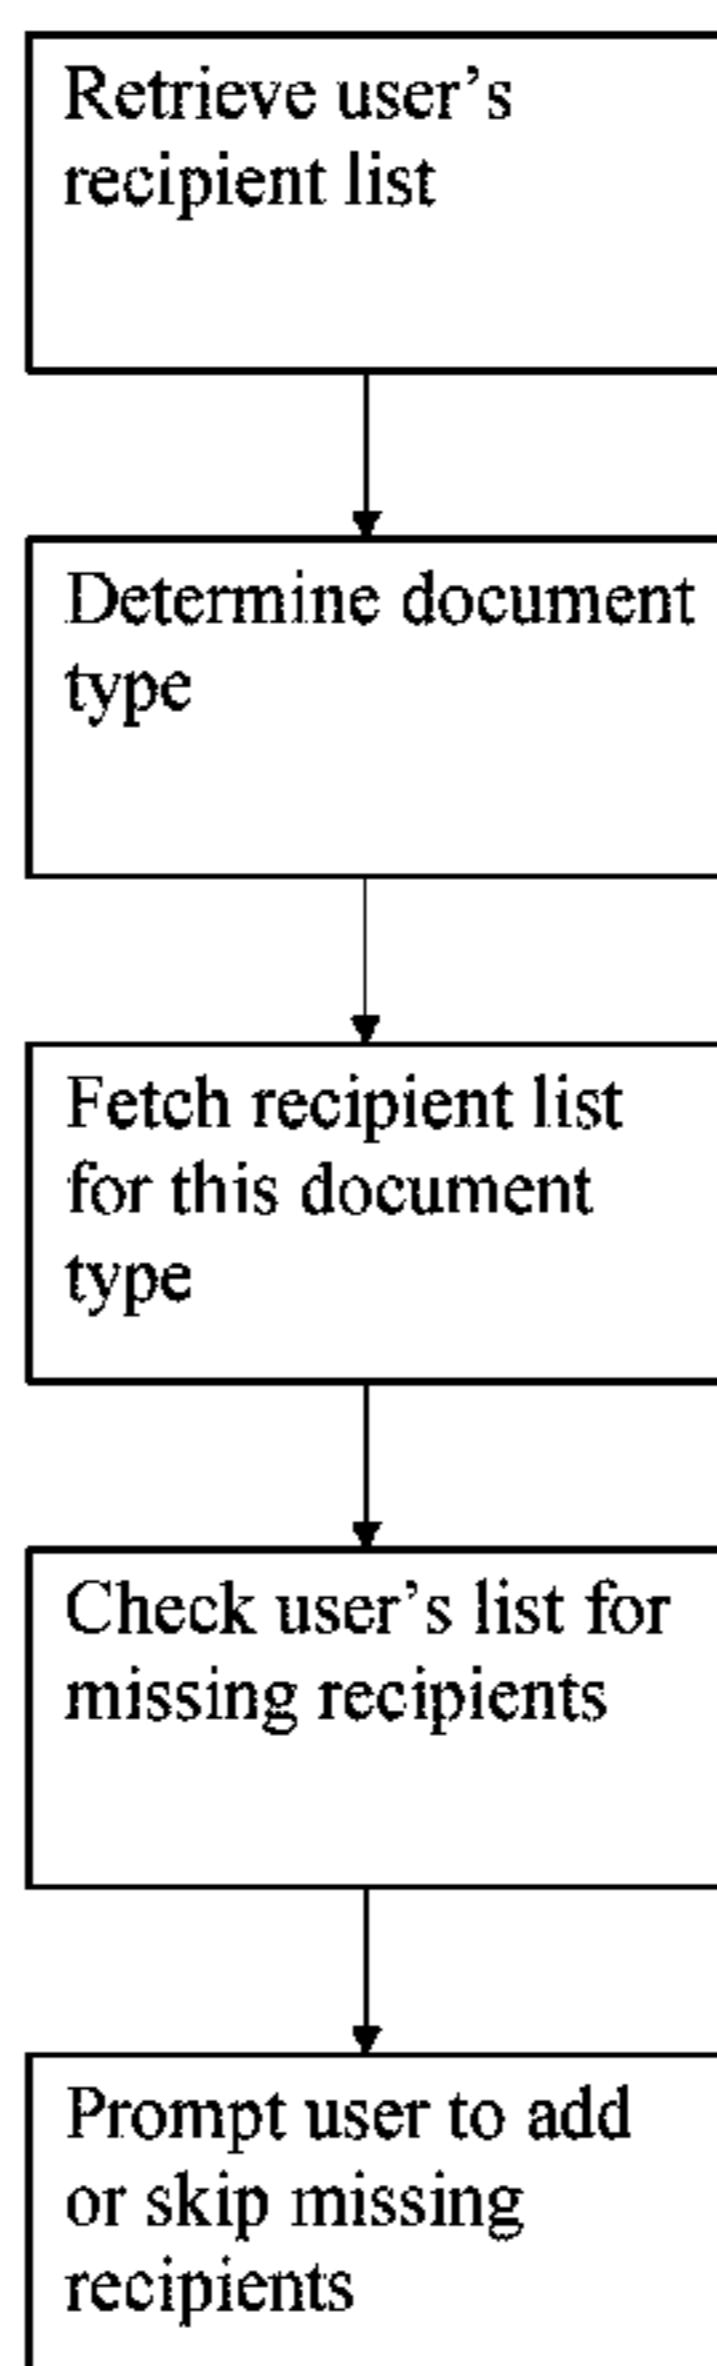 Retrieve user’s
recipient list
Determine document
type
Fetch recipient list
for this document
type
Check user’s list for
missing recipients
Prompt user to add
or skip missing
recipients